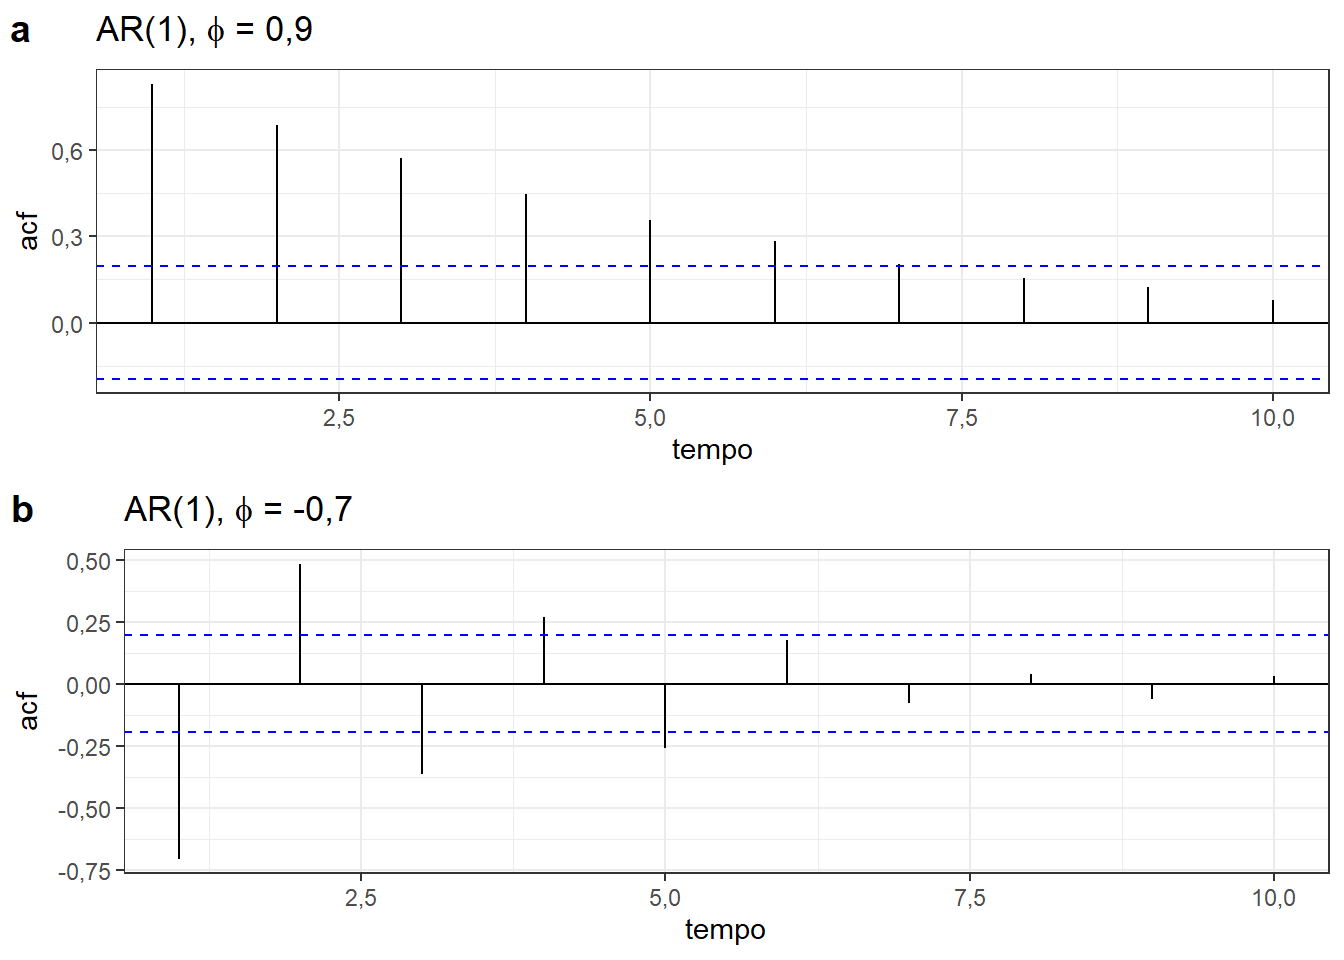 a AR(1), ϕ = 0,9
acf
0,6
0,3
0,0
2,5 5,0 7,5 10,0
tempo
b AR(1), ϕ = -0,7
acf
0,50
0,25
0,00
-0,25
-0,50
-0,75
2,5 5,0 7,5 10,0
tempo